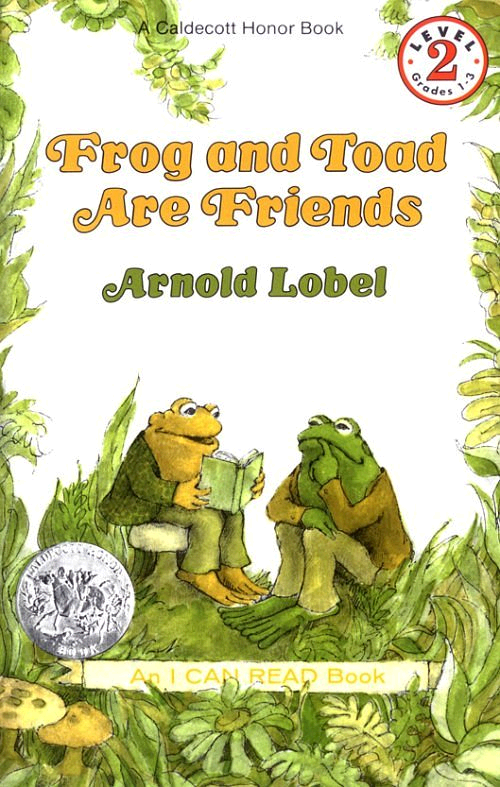 A Caldecott Honor Book
LEVEL
2
Grades 1-3
Frog and Toad
Are Friends
Arnold Lobel
An I CAN READ Book